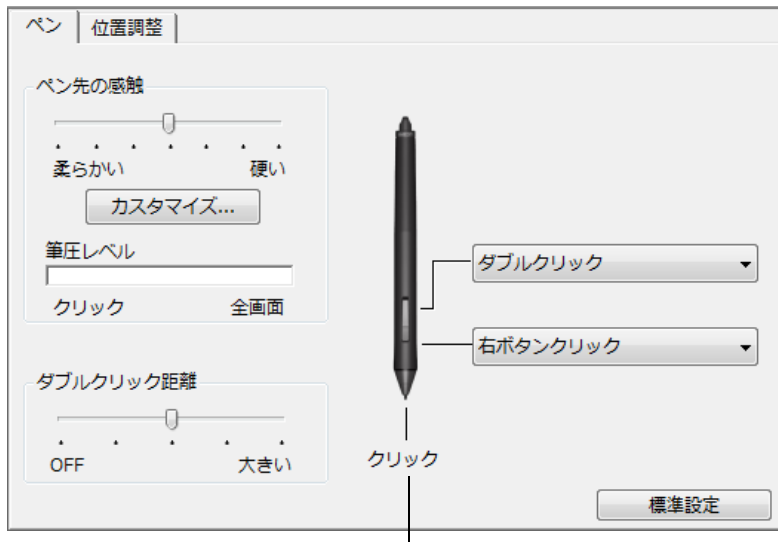 ペン 位置調整
ペン先の感触
柔らかい 硬い
カスタマイズ...
筆圧レベル
クリック 全画面
ダブルクリック
右ボタンクリック
ダブルクリック距離
OFF 大きい
クリック
標準設定